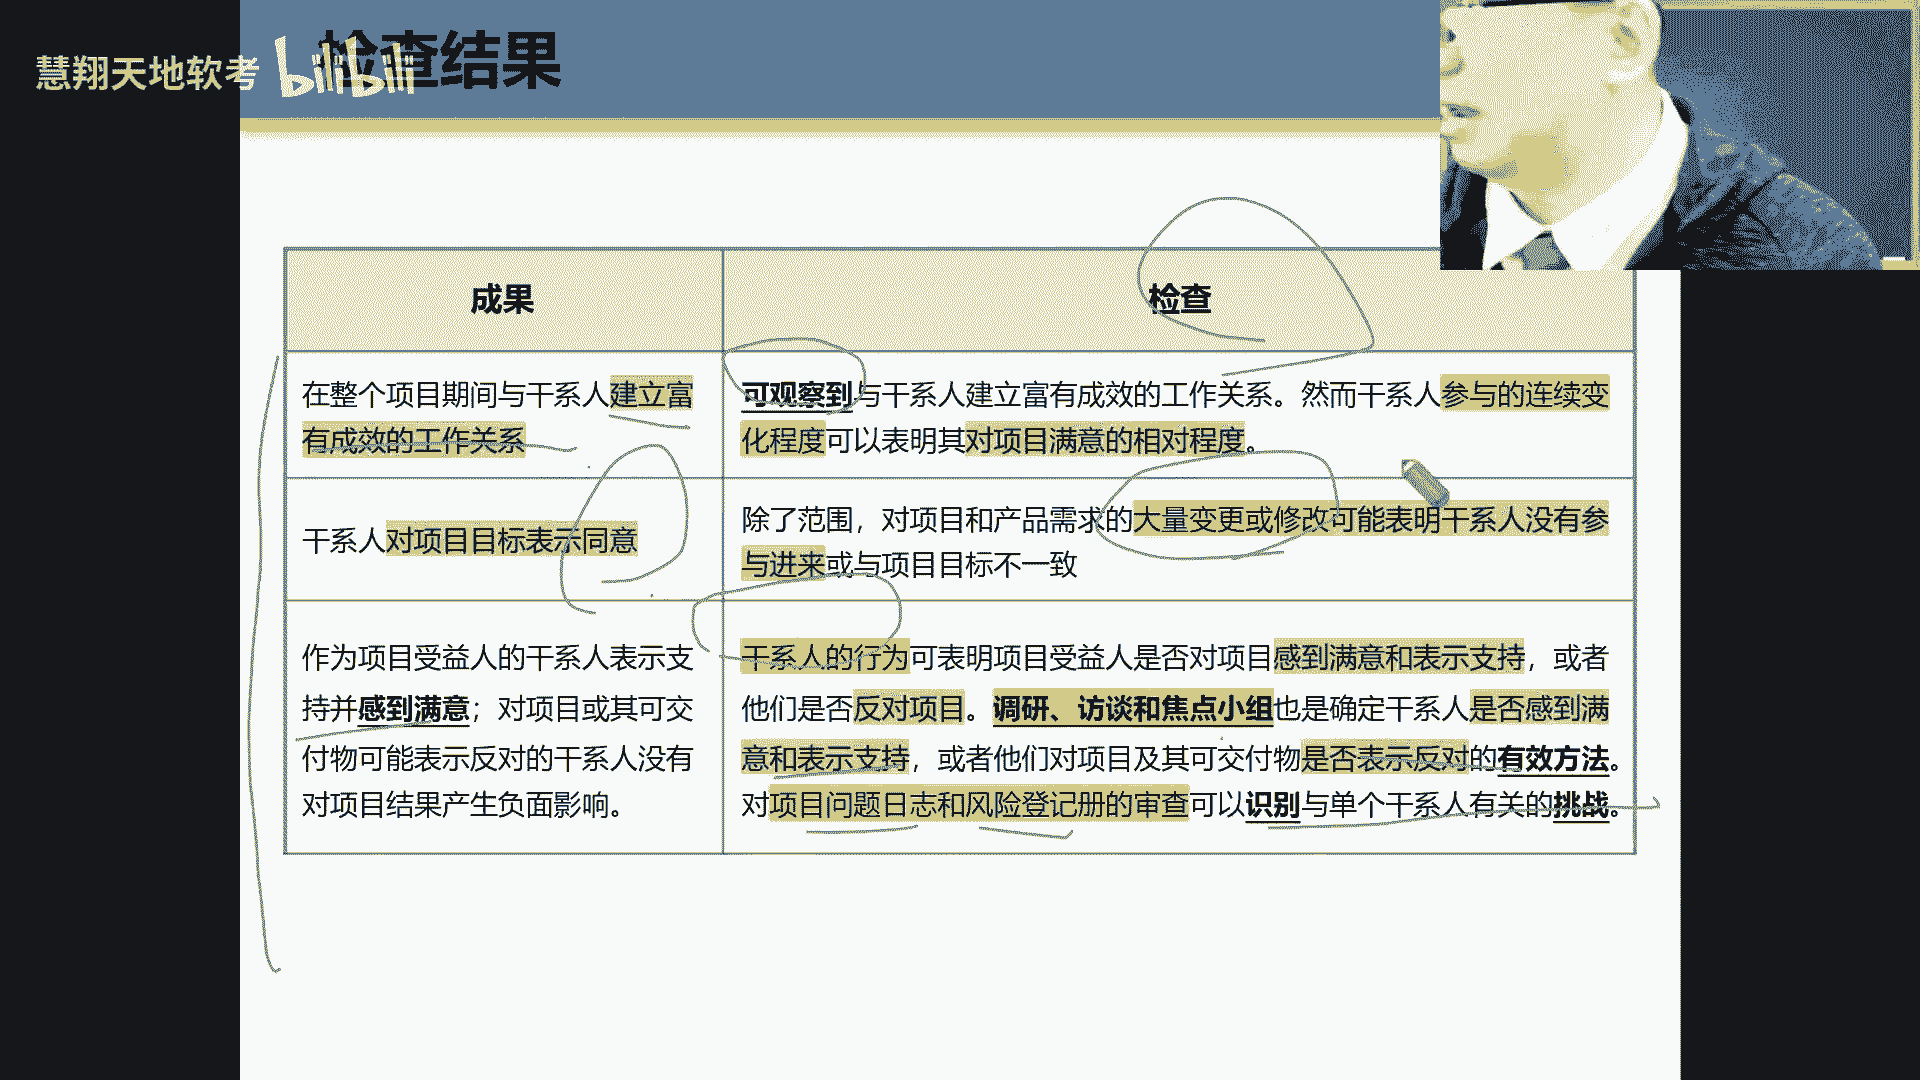 慧翔天地软考
bilibili
检查结果
成果
检查
在整个项目期间与干系人建立富
有成效的工作关系
可观察到与干系人建立富有成效的工作关系。然而干系人参与的连续变
化程度可以表明其对项目满意的相对程度。
干系人对项目目标表示同意
除了范围，对项目和产品需求的大量变更或修改可能表明干系人没有参
与进来或与项目目标不一致
作为项目受益人的干系人表示支
持并感到满意；对项目或其可交
付物可能表示反对的干系人没有
对项目结果产生负面影响。
干系人的行为可表明项目受益人是否对项目感到满意和表示支持，或者
他们是否反对项目。调研、访谈和焦点小组也是确定干系人是否感到满
意和表示支持，或者他们对项目及其可交付物是否表示反对的有效方法。
对项目问题日志和风险登记册的审查可以识别与单个干系人有关的挑战。